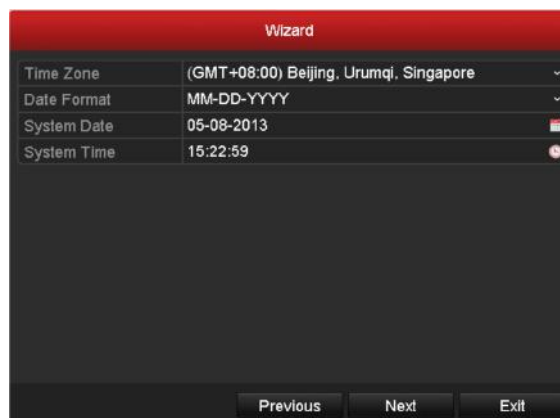 Wizard
Time Zone (GMT+08:00) Beijing, Urumqi, Singapore
Date Format MM-DD-YYYY
System Date 05-08-2013
System Time 15:22:59
Previous Next Exit